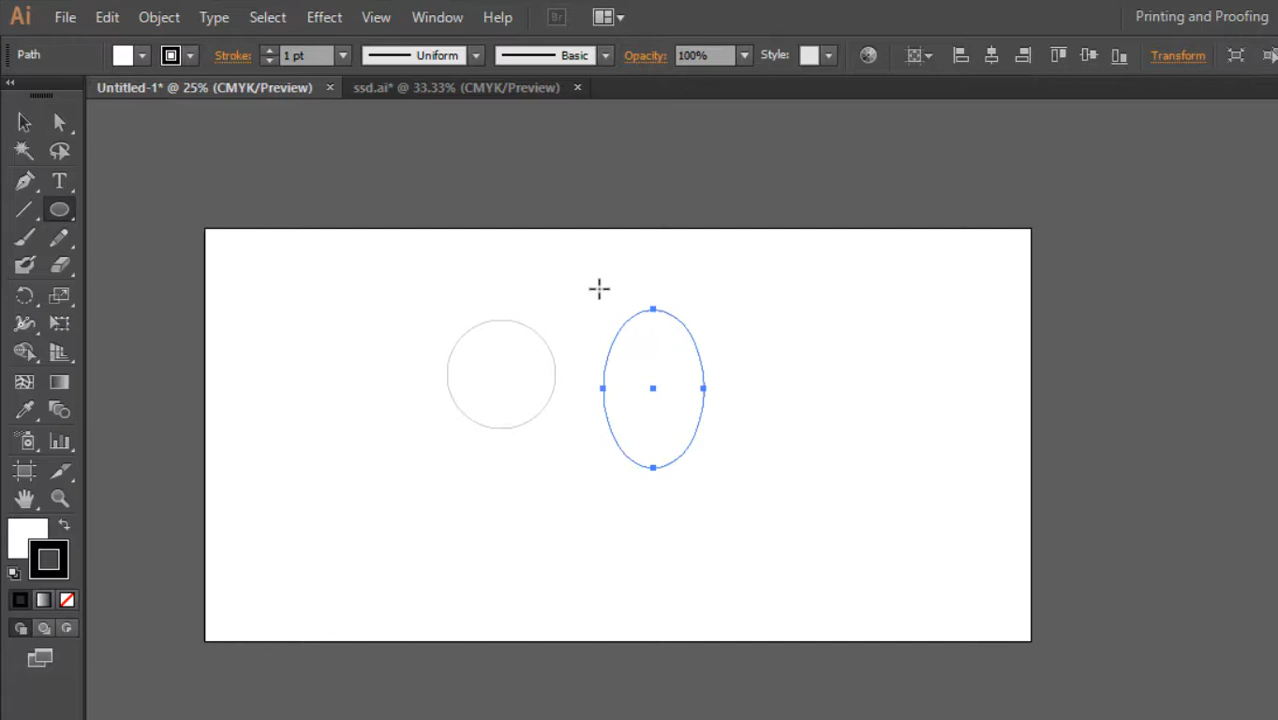 Ai File Edit Object Type Select Effect View Window Help Br Printing and Proofing
Path Stroke: 1 pt Uniform Basic Opacity: 100% Style: Transform
Untitled-1* @ 25% (CMYK/Preview) × ssd.ai* @ 33.33% (CMYK/Preview) ×
T